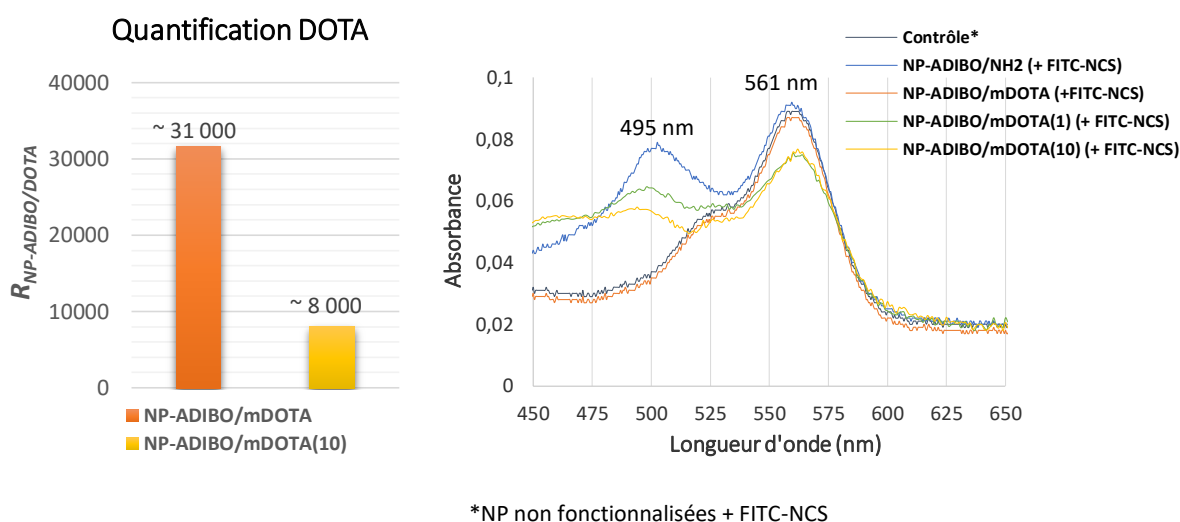 Quantification DOTA
R NP-ADIBO/DOTA
40000
30000
20000
10000
0
~ 31 000
~ 8 000
NP-ADIBO/mDOTA
NP-ADIBO/mDOTA(10)
Contrôle*
NP-ADIBO/NH2 (+ FITC-NCS)
NP-ADIBO/mDOTA (+FITC-NCS)
NP-ADIBO/mDOTA(1) (+ FITC-NCS)
NP-ADIBO/mDOTA(10) (+ FITC-NCS)
495 nm
561 nm
Absorbance
0,1
0,08
0,06
0,04
0,02
0
450 475 500 525 550 575 600 625 650
Longueur d'onde (nm)
*NP non fonctionnalisées + FITC-NCS